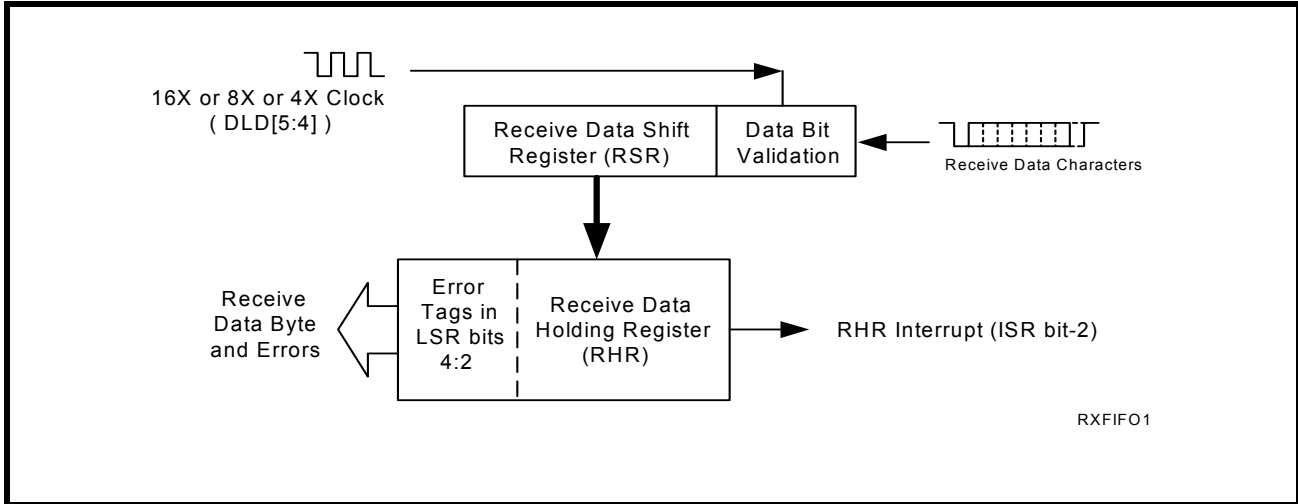 16X or 8X or 4X Clock
( DLD[5:4] )
Receive Data Shift
Register (RSR)
Data Bit
Validation
Receive Data Characters
Receive
Data Byte
and Errors
Error
Tags in
LSR bits
4:2
Receive Data
Holding Register
(RHR)
RHR Interrupt (ISR bit-2)
RXFIFO1